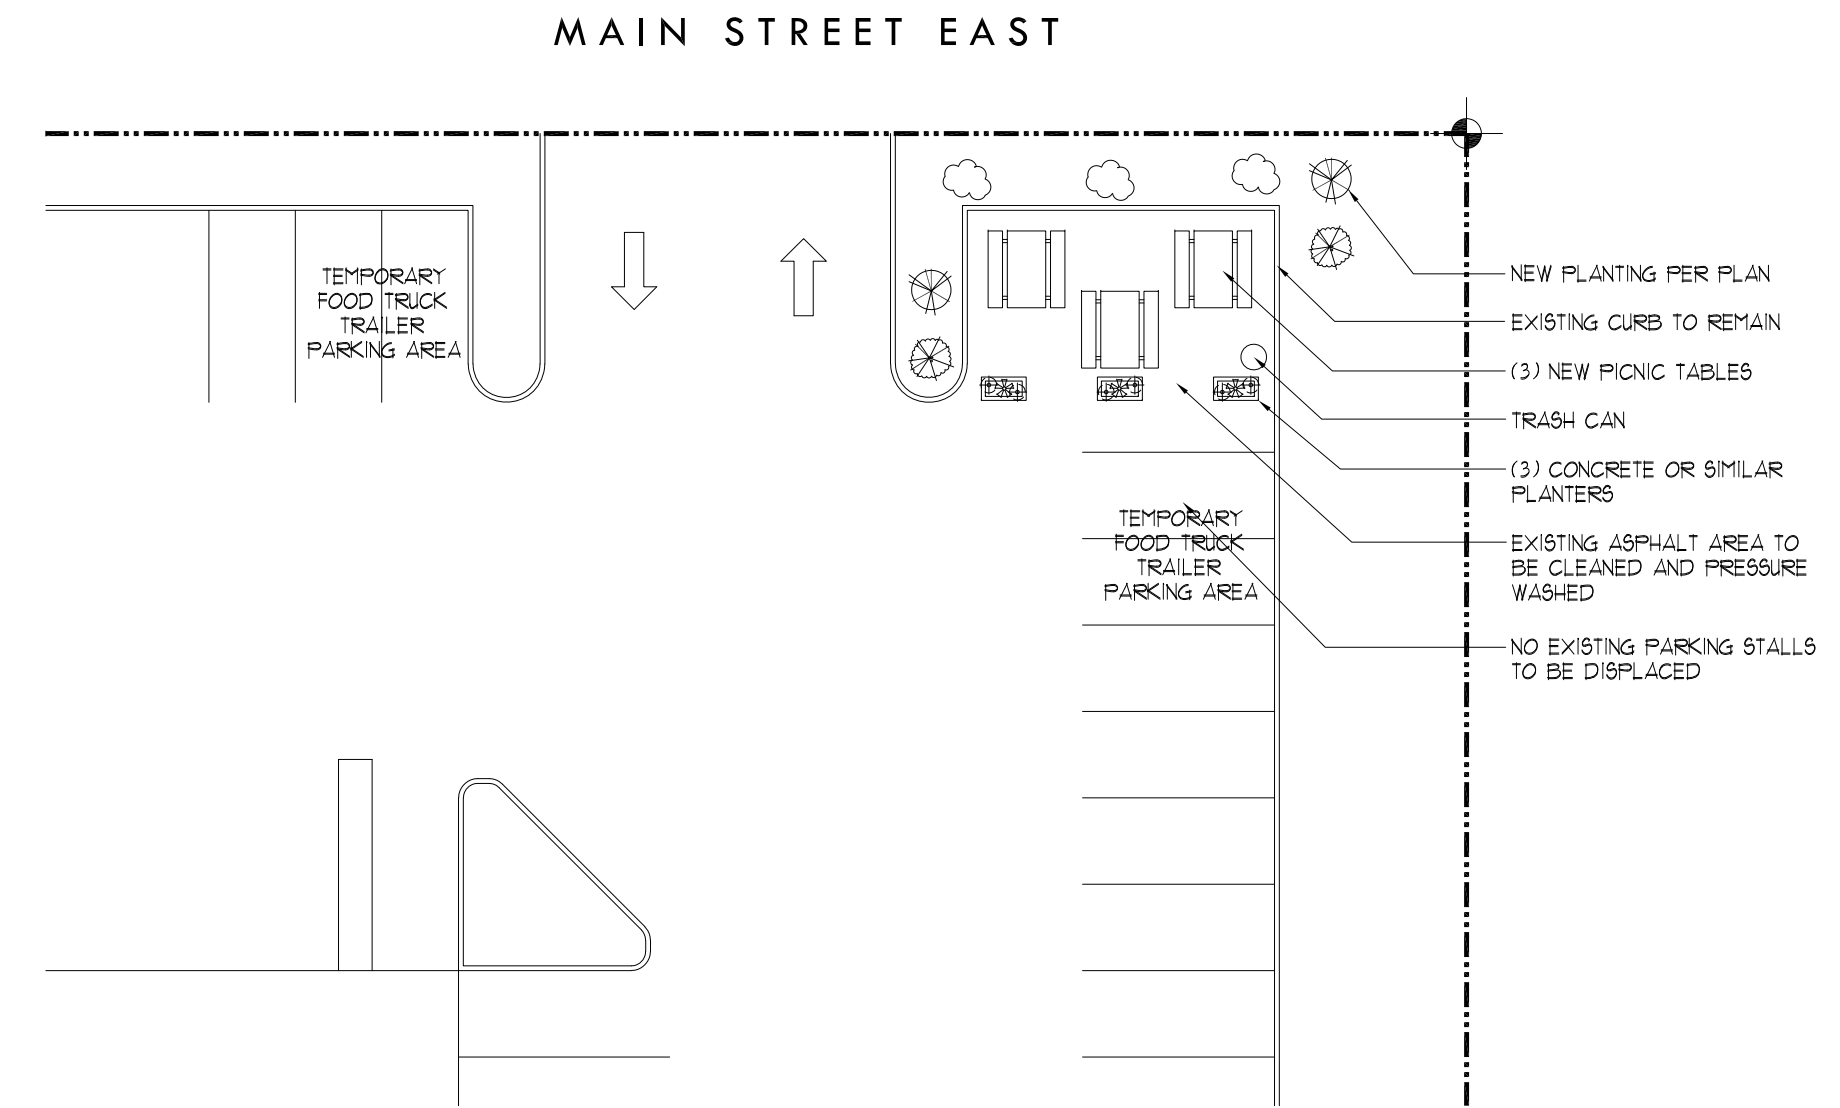 MAIN STREET EAST
TEMPORARY
FOOD TRUCK
TRAILER
PARKING AREA
NEW PLANTING PER PLAN
EXISTING CURB TO REMAIN
(3) NEW PICNIC TABLES
TRASH CAN
(3) CONCRETE OR SIMILAR
PLANTERS
TEMPORARY
FOOD TRUCK
TRAILER
PARKING AREA
EXISTING ASPHALT AREA TO
BE CLEANED AND PRESSURE
WASHED
NO EXISTING PARKING STALLS
TO BE DISPLACED